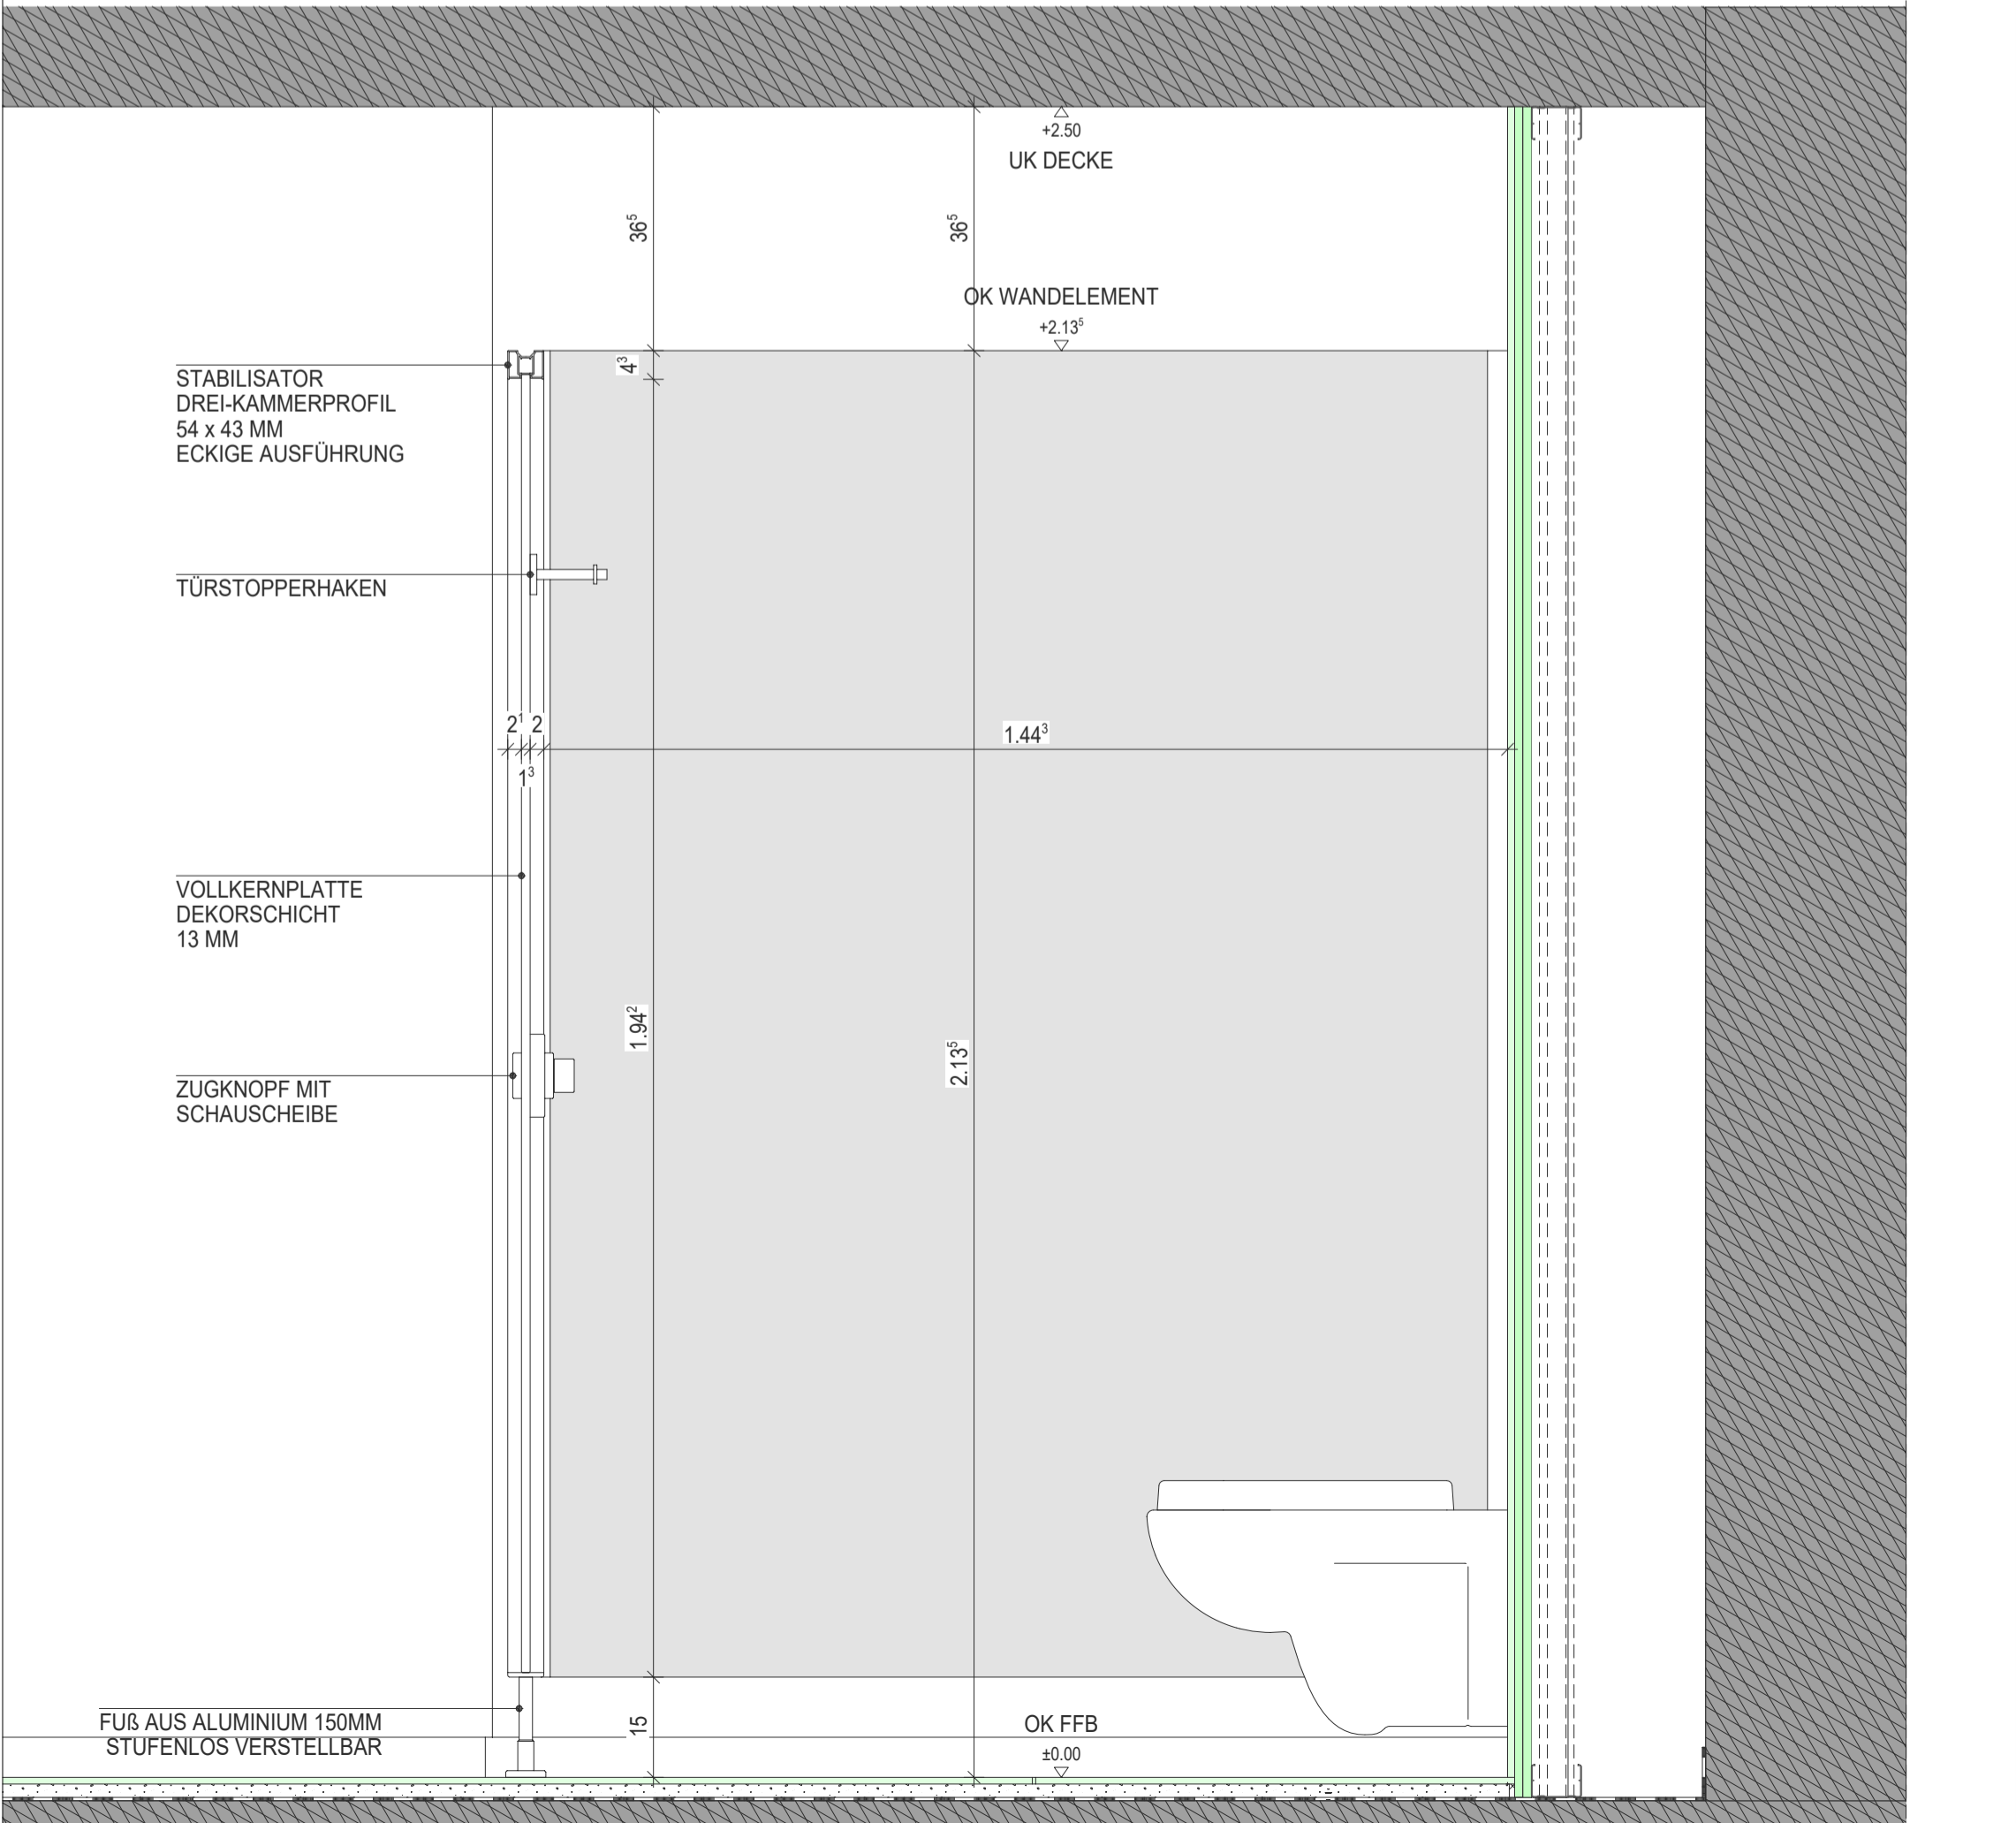 +2.50
UK DECKE
36⁵
36⁵
OK WANDELEMENT
+2.13⁵
4³
STABILISATOR
DREI-KAMMERPROFIL
54 x 43 MM
ECKIGE AUSFÜHRUNG
TÜRSTOPPERHAKEN
2¹ 2
1.44³
1³
VOLLKERNPLATTE
DEKORSCHICHT
13 MM
1.94²
2.13⁵
ZUGKNOPF MIT
SCHAUSCHEIBE
FUß AUS ALUMINIUM 150MM
STUFENLOS VERSTELLBAR
15
OK FFB
±0.00